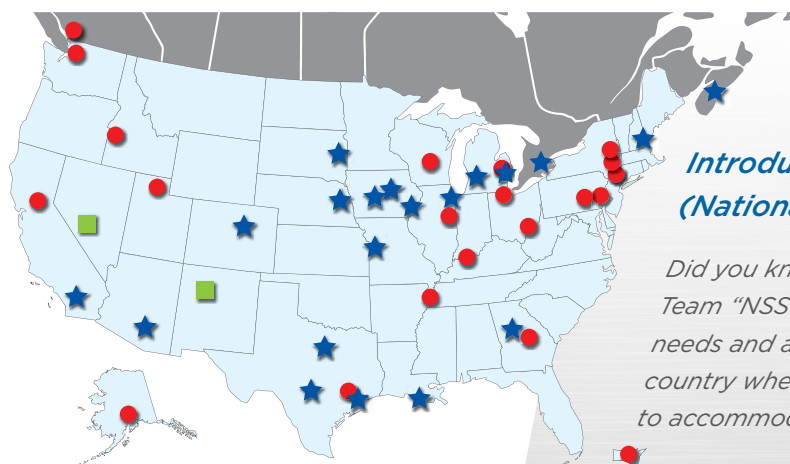 Introdu
(Nationa
Did you kn
Team “NSS
needs and a
country whe
to accommod